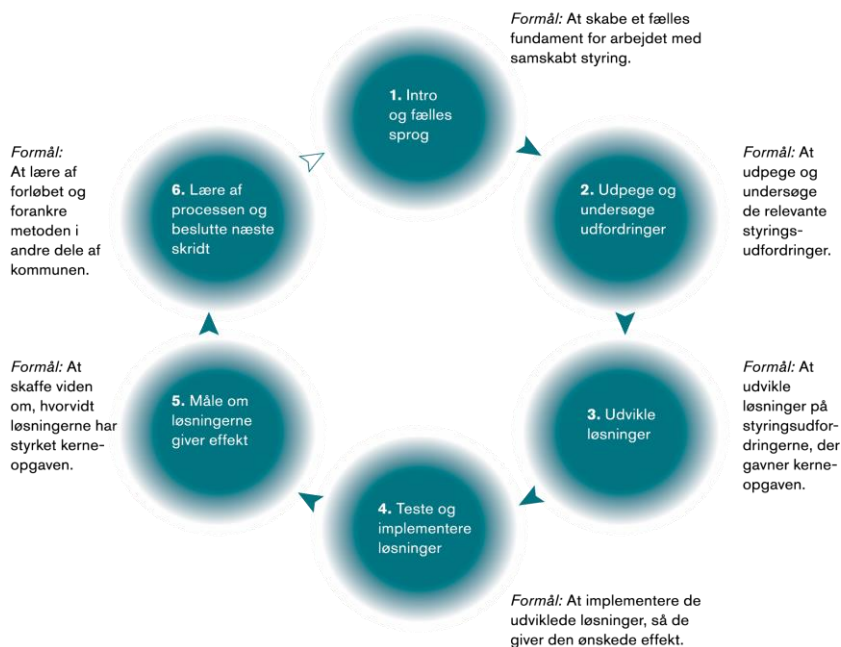 Formål: At skabe et fælles
fundament for arbejdet med
samskabt styring.
1. Intro
og fælles
sprog
Formål: At
udpege og
undersøge
de relevante
styrings-
udfordringer.
2. Udpege og
undersøge
udfordringer
Formål: At
udvikle
løsninger på
styringsudfor-
dringerne, der
gavner kerne-
opgaven.
3. Udvikle
løsninger
4. Teste og
implementere
løsninger
Formål: At implementere de
udviklede løsninger, så de
giver den ønskede effekt.
Formål: At
skaffe viden
om, hvorvidt
løsningerne har
styrket kerne-
opgaven.
5. Måle om
løsningerne
giver effekt
Formål:
At lære af
forløbet og
forankre
metoden i
andre dele af
kommunen.
6. Lære af
processen og
beslutte næste
skridt